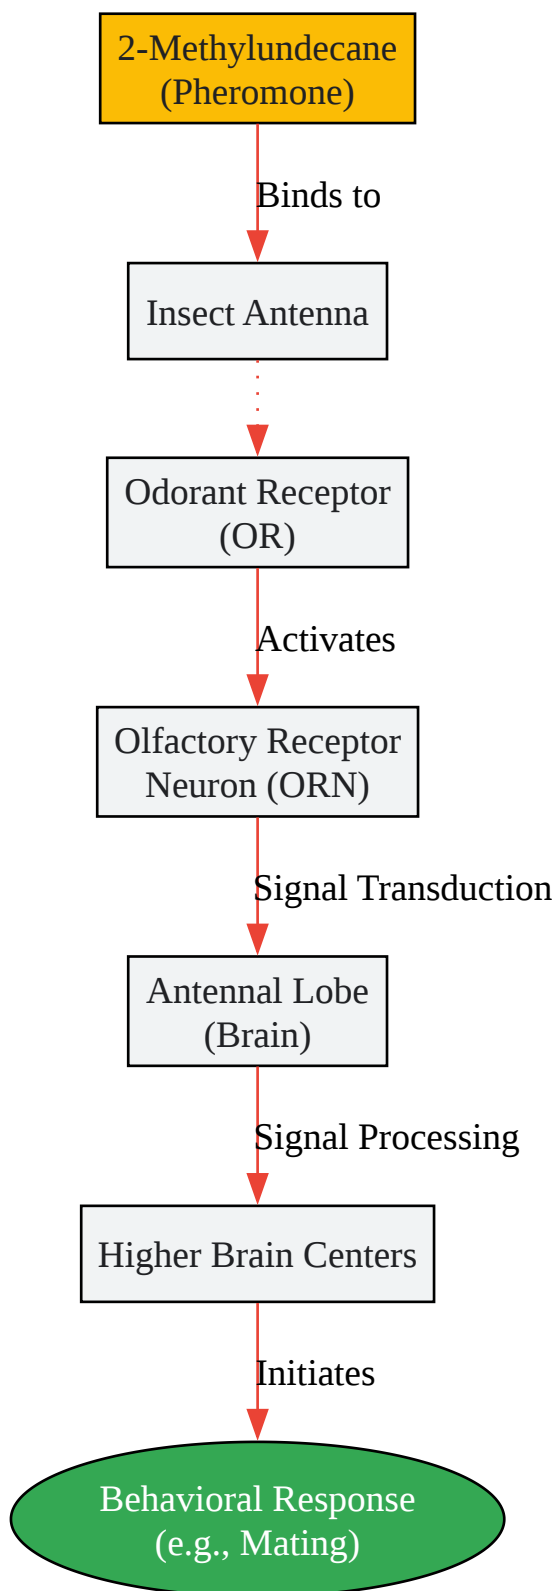 2-Methylundecane
(Pheromone)
Binds to
Insect Antenna
Odorant Receptor
(OR)
Activates
Olfactory Receptor
Neuron (ORN)
Signal Transduction
Antennal Lobe
(Brain)
Signal Processing
Higher Brain Centers
Initiates
Behavioral Response
(e.g., Mating)